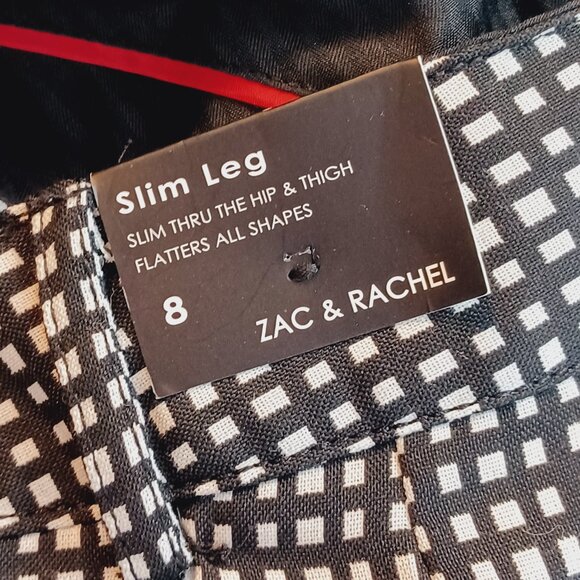 Slim Leg
SLIM THRU THE HIP & THIGH
FLATTERS ALL SHAPES
8
ZAC & RACHEL